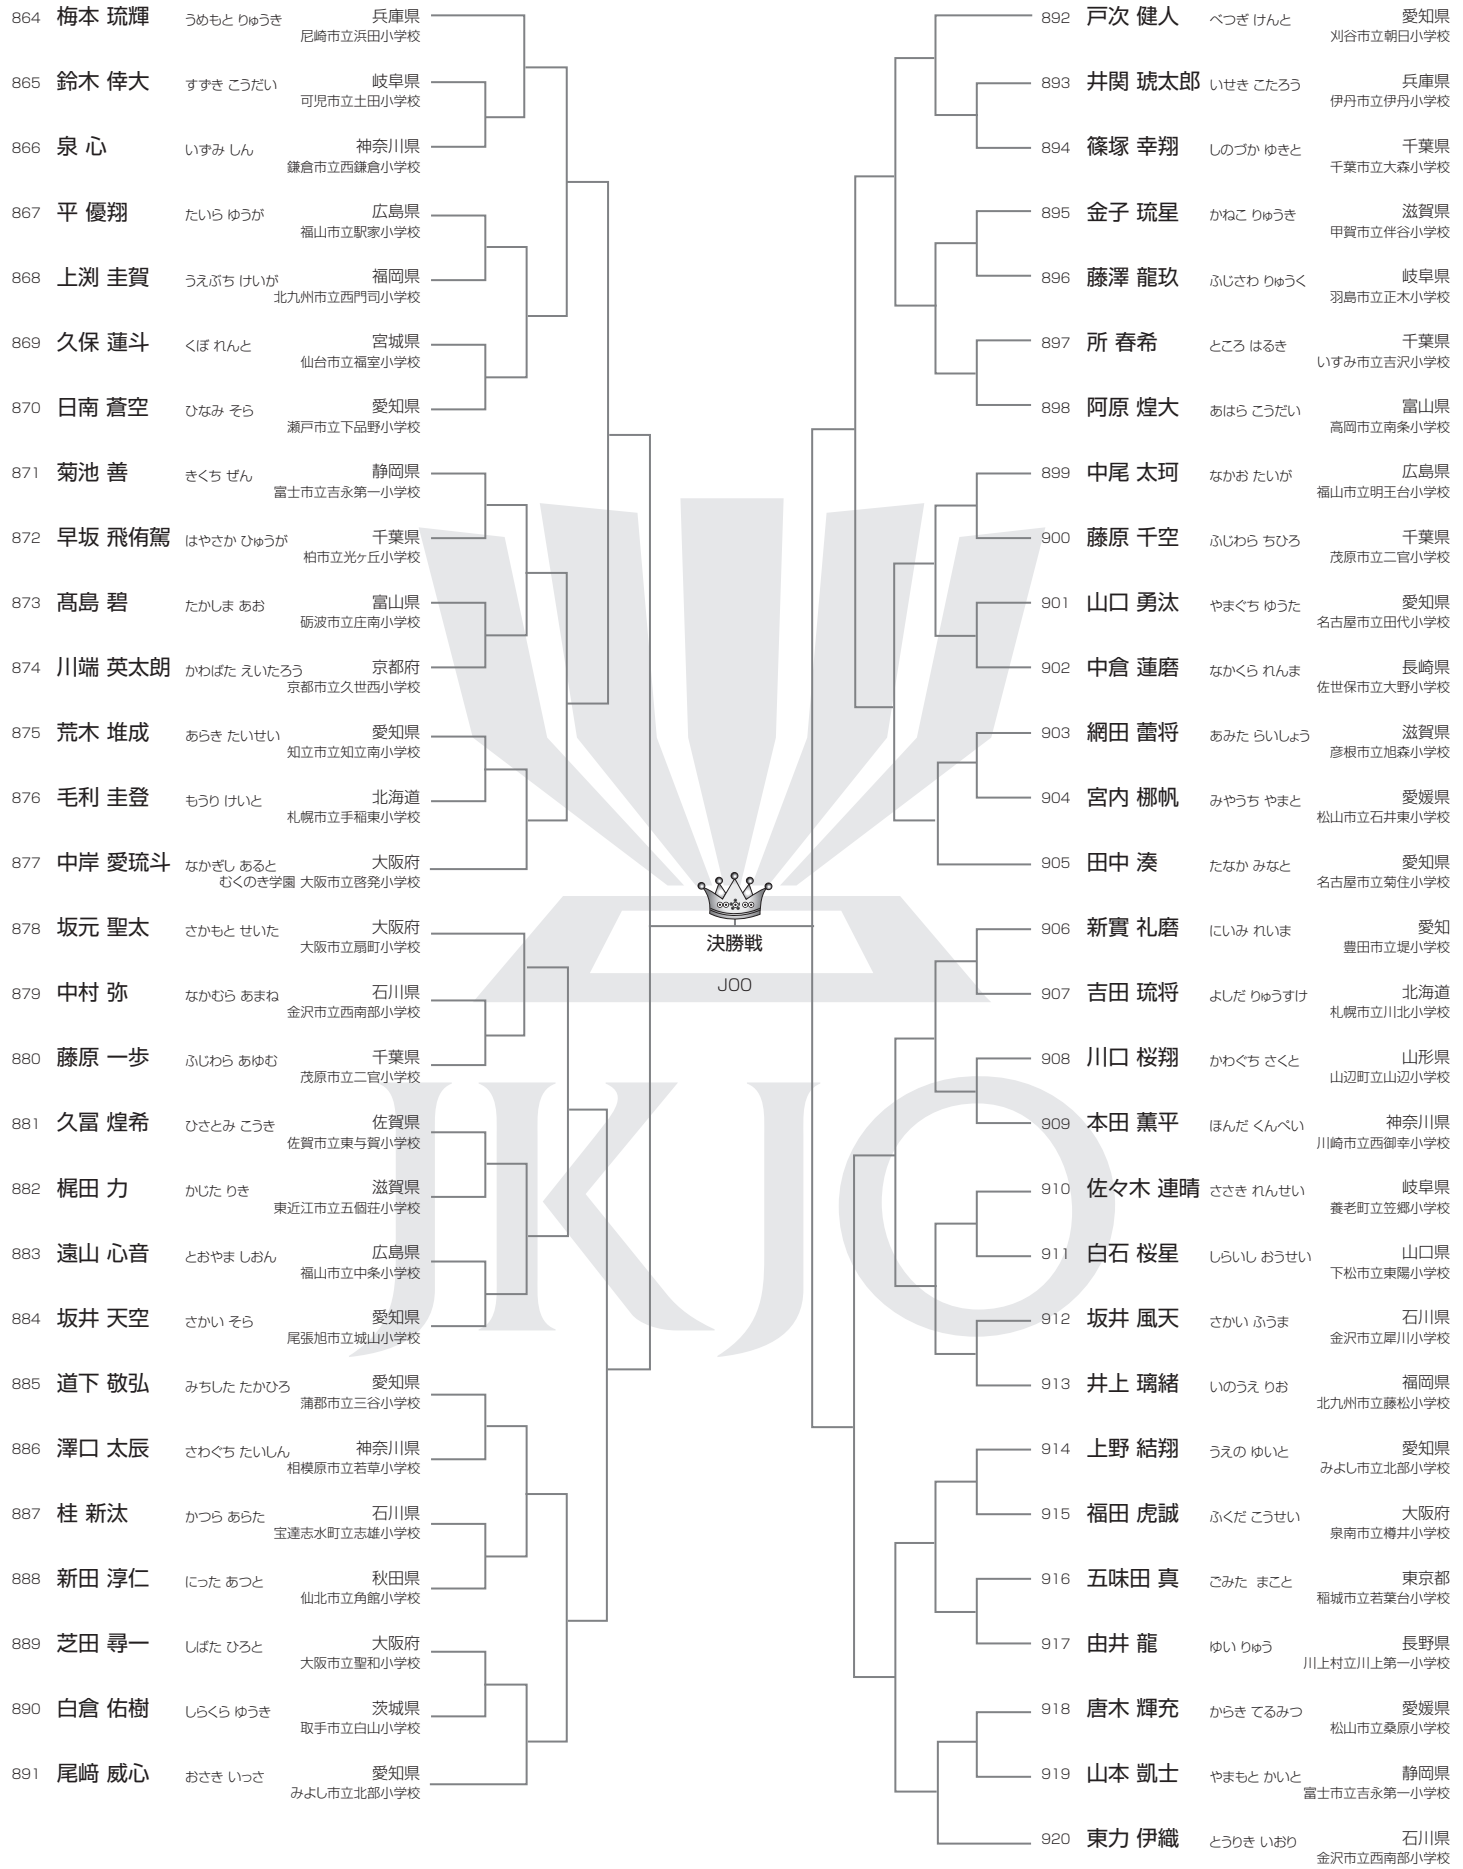 864 梅本 琉輝 うめもと りゅうき 兵庫県
尼崎市立浜田小学校
865 鈴木 倖大 すずき こうだい 岐阜県
可児市立土田小学校
866 泉 心 いずみ しん 神奈川県
鎌倉市立西鎌倉小学校
867 平 優翔 たいら ゆうが 広島県
福山市立駅家小学校
868 上渕 圭賀 うえぶち けいが 福岡県
北九州市立西門司小学校
869 久保 蓮斗 くぼ れんと 宮城県
仙台市立福室小学校
870 日南 蒼空 ひなみ そら 愛知県
瀬戸市立下品野小学校
871 菊池 善 きくち ぜん 静岡県
富士市立吉永第一小学校
872 早坂 飛侑駕 はやさか ひゅうが 千葉県
柏市立光ヶ丘小学校
873 髙島 碧 たかしま あお 富山県
砺波市立庄南小学校
874 川端 英太朗 かわばた えいたろう 京都府
京都市立久世西小学校
875 荒木 堆成 あらき たいせい 愛知県
知立市立知立南小学校
876 毛利 圭登 もうり けいと 北海道
札幌市立手稲東小学校
877 中岸 愛琉斗 なかぎし あると 大阪府
むくのき学園 大阪市立啓発小学校
878 坂元 聖太 さかもと せいた 大阪府
大阪市立扇町小学校
879 中村 弥 なかむら あまね 石川県
金沢市立西南部小学校
880 藤原 一歩 ふじわら あゆむ 千葉県
茂原市立二宮小学校
881 久冨 煌希 ひさとみ こうき 佐賀県
佐賀市立東与賀小学校
882 梶田 力 かじた りき 滋賀県
東近江市立五個荘小学校
883 遠山 心音 とおやま しおん 広島県
福山市立中条小学校
884 坂井 天空 さかい そら 愛知県
尾張旭市立城山小学校
885 道下 敬弘 みちした たかひろ 愛知県
蒲郡市立三谷小学校
886 澤口 太辰 さわぐち たいしん 神奈川県
相模原市立若草小学校
887 桂 新汰 かつら あらた 石川県
宝達志水町立志雄小学校
888 新田 淳仁 にった あつと 秋田県
仙北市立角館小学校
889 芝田 尋一 しばた ひろと 大阪府
大阪市立聖和小学校
890 白倉 佑樹 しらくら ゆうき 茨城県
取手市立白山小学校
891 尾﨑 威心 おさき いっさ 愛知県
みよし市立北部小学校
決勝戦
J00
JKJO
892 戸次 健人 べつぎ けんと 愛知県
刈谷市立朝日小学校
893 井関 琥太郎 いせき こたろう 兵庫県
伊丹市立伊丹小学校
894 篠塚 幸翔 しのづか ゆきと 千葉県
千葉市立大森小学校
895 金子 琉星 かねこ りゅうき 滋賀県
甲賀市立伴谷小学校
896 藤澤 龍玖 ふじさわ りゅうく 岐阜県
羽島市立正木小学校
897 所 春希 ところ はるき 千葉県
いすみ市立古沢小学校
898 阿原 煌大 あはら こうだい 富山県
高岡市立南条小学校
899 中尾 太珂 なかお たいが 広島県
福山市立明王台小学校
900 藤原 千空 ふじわら ちひろ 千葉県
茂原市立二宮小学校
901 山口 勇汰 やまぐち ゆうた 愛知県
名古屋市立田代小学校
902 中倉 蓮磨 なかくら れんま 長崎県
佐世保市立大野小学校
903 網田 蕾将 あみた らいしょう 滋賀県
彦根市立旭森小学校
904 宮内 梛帆 みやうち やまと 愛媛県
松山市立石井東小学校
905 田中 湊 たなか みなと 愛知県
名古屋市立菊住小学校
906 新實 礼磨 にいみ れいま 愛知
豊田市立堤小学校
907 吉田 琉将 よしだ りゅうすけ 北海道
札幌市立川北小学校
908 川口 桜翔 かわぐち さくと 山形県
山辺町立山辺小学校
909 本田 薫平 ほんだ くんぺい 神奈川県
川崎市立西御幸小学校
910 佐々木 連晴 ささき れんせい 岐阜県
養老町立笠郷小学校
911 白石 桜星 しらいし おうせい 山口県
下松市立東陽小学校
912 坂井 風天 さかい ふうま 石川県
金沢市立犀川小学校
913 井上 璃緒 いのうえ りお 福岡県
北九州市立藤松小学校
914 上野 結翔 うえの ゆいと 愛知県
みよし市立北部小学校
915 福田 虎誠 ふくだ こうせい 大阪府
泉南市立樽井小学校
916 五味田 真 ごみた まこと 東京都
稲城市立若葉台小学校
917 由井 龍 ゆい りゅう 長野県
川上村立川上第一小学校
918 唐木 輝充 からき てるみつ 愛媛県
松山市立桑原小学校
919 山本 凱士 やまもと かいと 静岡県
富士市立吉永第一小学校
920 東力 伊織 とうりき いおり 石川県
金沢市立西南部小学校